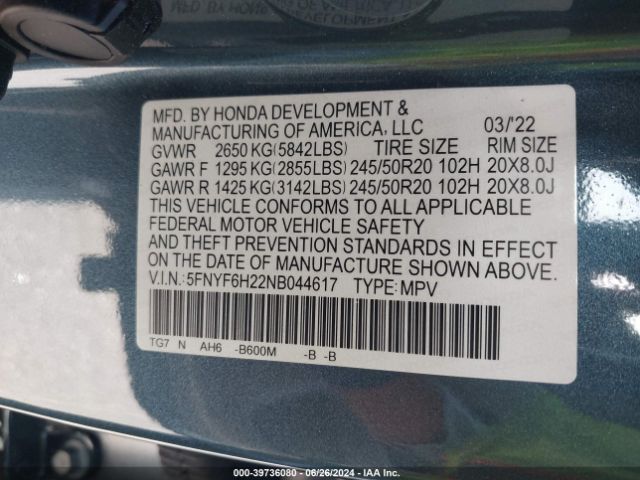 MFD. BY HONDA DEVELOPMENT &
MANUFACTURING OF AMERICA, LLC 03/'22
GVWR 2650 KG(5842LBS) TIRE SIZE RIM SIZE
GAWR F 1295 KG(2855LBS) 245/50R20 102H 20X8.0J
GAWR R 1425 KG(3142LBS) 245/50R20 102H 20X8.0J
THIS VEHICLE CONFORMS TO ALL APPLICABLE
FEDERAL MOTOR VEHICLE SAFETY
AND THEFT PREVENTION STANDARDS IN EFFECT
ON THE DATE OF MANUFACTURE SHOWN ABOVE.
V.I.N.:5FNYF6H22NB044617 TYPE:MPV
TG7 N AH6 -B600M -B -B
000-39736080 - 06/26/2024 - IAA Inc.